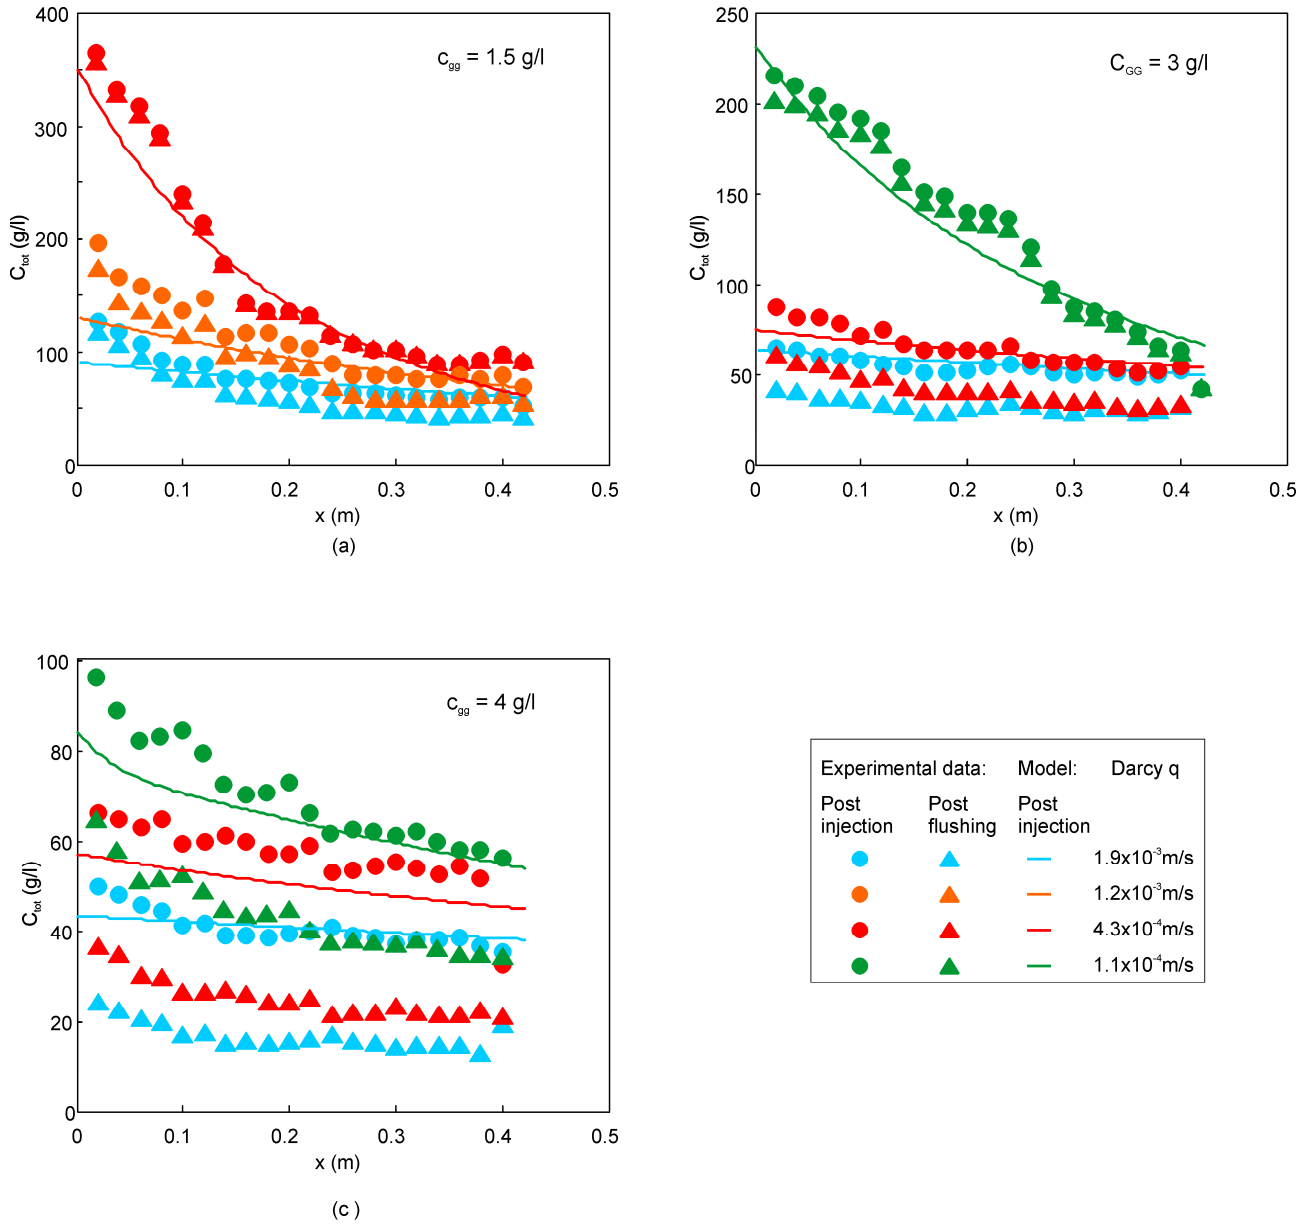 400
300
200
100
0
C_tot (g/l)
c_gg = 1.5 g/l
0
0.1
0.2
0.3
0.4
0.5
x (m)
(a)
250
200
150
100
50
0
C_tot (g/l)
C_GG = 3 g/l
0
0.1
0.2
0.3
0.4
0.5
x (m)
(b)
100
80
60
40
20
0
C_tot (g/l)
c_gg = 4 g/l
0
0.1
0.2
0.3
0.4
0.5
x (m)
(c )
Experimental data: Model: Darcy q
Post Post Post
injection flushing injection
1.9x10⁻³m/s
1.2x10⁻³m/s
4.3x10⁻⁴m/s
1.1x10⁻⁴m/s